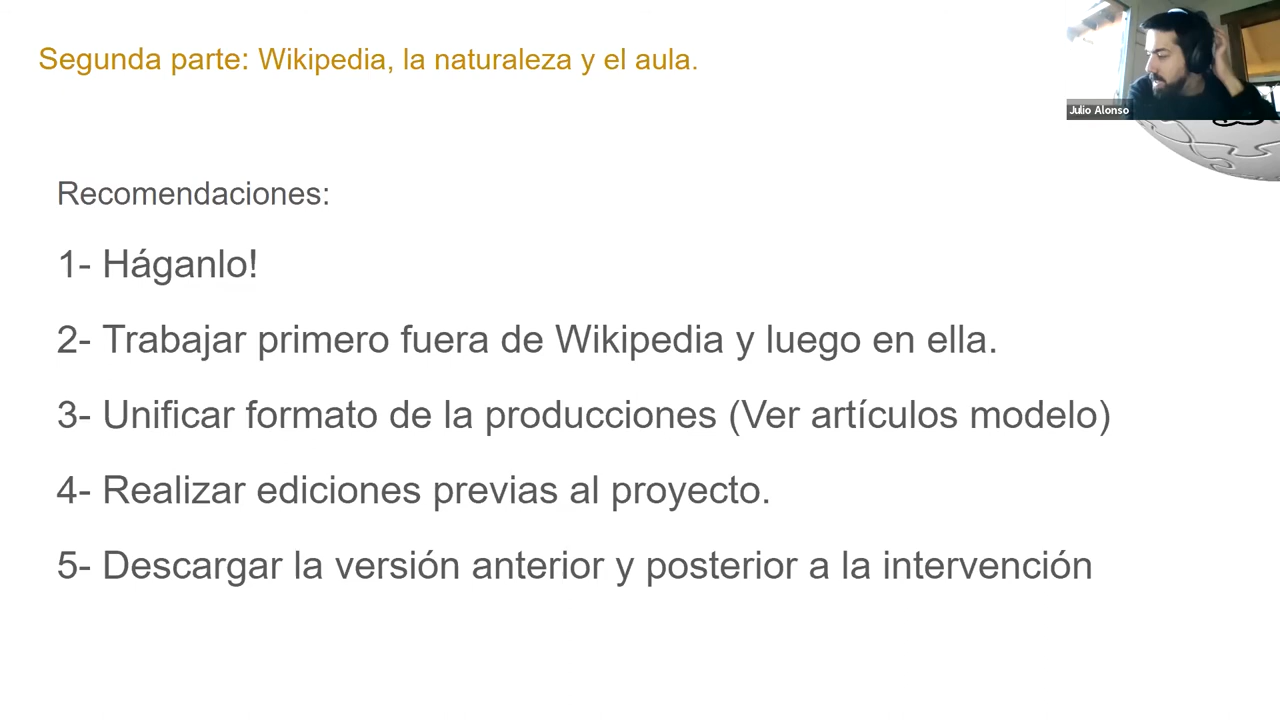 Segunda parte: Wikipedia, la naturaleza y el aula.
Julio Alonso
Recomendaciones:
1- Háganlo!
2- Trabajar primero fuera de Wikipedia y luego en ella.
3- Unificar formato de la producciones (Ver artículos modelo)
4- Realizar ediciones previas al proyecto.
5- Descargar la versión anterior y posterior a la intervención